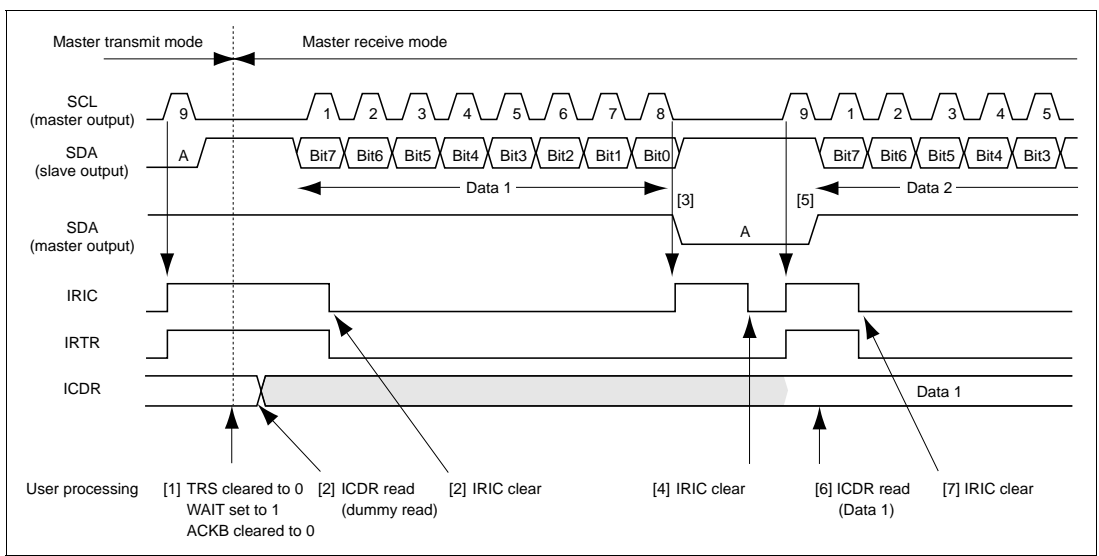 Master transmit mode Master receive mode
SCL
(master output)
9 1 2 3 4 5 6 7 8 9 1 2 3 4 5
SDA
(slave output)
A Bit7 Bit6 Bit5 Bit4 Bit3 Bit2 Bit1 Bit0 Bit7 Bit6 Bit5 Bit4 Bit3
Data 1 [3] [5] Data 2
SDA
(master output)
A
IRIC
IRTR
ICDR Data 1
User processing [1] TRS cleared to 0 [2] ICDR read [2] IRIC clear [4] IRIC clear [6] ICDR read [7] IRIC clear
WAIT set to 1 (dummy read) (Data 1)
ACKB cleared to 0